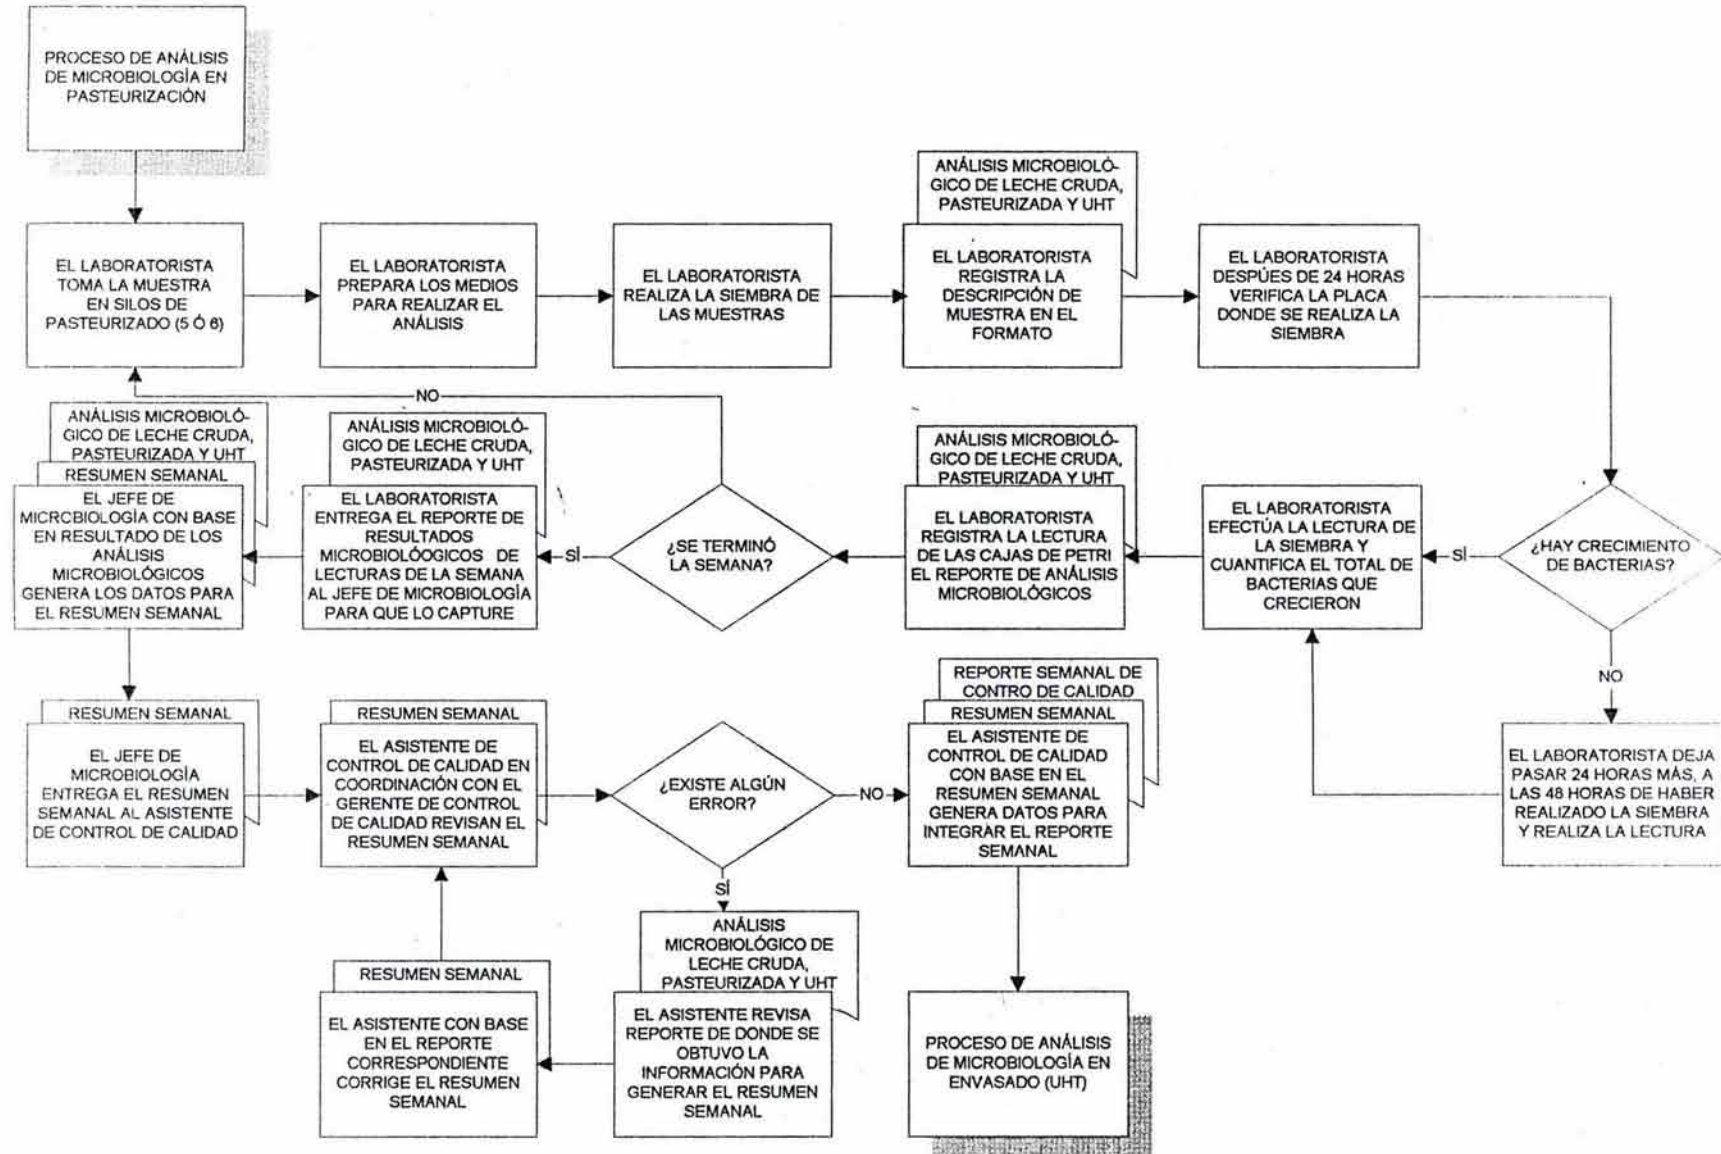 PROCESO DE ANÁLISIS
DE MICROBIOLOGÍA EN
PASTEURIZACIÓN
EL LABORATORISTA
TOMA LA MUESTRA
EN SILOS DE
PASTEURIZADO (5 Ó 6)
EL LABORATORISTA
PREPARA LOS MEDIOS
PARA REALIZAR EL
ANÁLISIS
EL LABORATORISTA
REALIZA LA SIEMBRA DE
LAS MUESTRAS
ANÁLISIS MICROBIOLÓ-
GICO DE LECHE CRUDA,
PASTEURIZADA Y UHT
EL LABORATORISTA
REGISTRA LA
DESCRIPCIÓN DE
MUESTRA EN EL
FORMATO
EL LABORATORISTA
DESPÚES DE 24 HORAS
VERIFICA LA PLACA
DONDE SE REALIZA LA
SIEMBRA
¿HAY CRECIMIENTO
DE BACTERIAS?
SÍ
NO
EL LABORATORISTA DEJA
PASAR 24 HORAS MÁS, A
LAS 48 HORAS DE HABER
REALIZADO LA SIEMBRA
Y REALIZA LA LECTURA
EL LABORATORISTA
EFECTÚA LA LECTURA DE
LA SIEMBRA Y
CUANTIFICA EL TOTAL DE
BACTERIAS QUE
CRECIERON
ANÁLISIS MICROBIOLÓ-
GICO DE LECHE CRUDA,
PASTEURIZADA Y UHT
EL LABORATORISTA
REGISTRA LA LECTURA
DE LAS CAJAS DE PETRI
EL REPORTE DE ANÁLISIS
MICROBIOLÓGICOS
¿SE TERMINÓ
LA SEMANA?
NO
SÍ
ANÁLISIS MICROBIOLÓ-
GICO DE LECHE CRUDA,
PASTEURIZADA Y UHT
EL LABORATORISTA
ENTREGA EL REPORTE DE
RESULTADOS
MICROBIOLÓOGICOS DE
LECTURAS DE LA SEMANA
AL JEFE DE MICROBIOLOGÍA
PARA QUE LO CAPTURE
ANÁLISIS MICROBIOLÓ-
GICO DE LECHE CRUDA,
PASTEURIZADA Y UHT
RESUMEN SEMANAL
EL JEFE DE
MICROBIOLOGÍA CON BASE
EN RESULTADO DE LOS
ANÁLISIS
MICROBIOLÓGICOS
GENERA LOS DATOS PARA
EL RESUMEN SEMANAL
RESUMEN SEMANAL
EL JEFE DE
MICROBIOLOGÍA
ENTREGA EL RESUMEN
SEMANAL AL ASISTENTE
DE CONTROL DE CALIDAD
RESUMEN SEMANAL
EL ASISTENTE DE
CONTROL DE CALIDAD EN
COORDINACIÓN CON EL
GERENTE DE CONTROL
DE CALIDAD REVISAN EL
RESUMEN SEMANAL
¿EXISTE ALGÚN
ERROR?
NO
SÍ
REPORTE SEMANAL DE
CONTRO DE CALIDAD
RESUMEN SEMANAL
EL ASISTENTE DE
CONTROL DE CALIDAD
CON BASE EN EL
RESUMEN SEMANAL
GENERA DATOS PARA
INTEGRAR EL REPORTE
SEMANAL
ANÁLISIS
MICROBIOLÓGICO DE
LECHE CRUDA,
PASTEURIZADA Y UHT
EL ASISTENTE REVISA
REPORTE DE DONDE SE
OBTUVO LA
INFORMACIÓN PARA
GENERAR EL RESUMEN
SEMANAL
RESUMEN SEMANAL
EL ASISTENTE CON BASE
EN EL REPORTE
CORRESPONDIENTE
CORRIGE EL RESUMEN
SEMANAL
PROCESO DE ANÁLISIS
DE MICROBIOLOGÍA EN
ENVASADO (UHT)